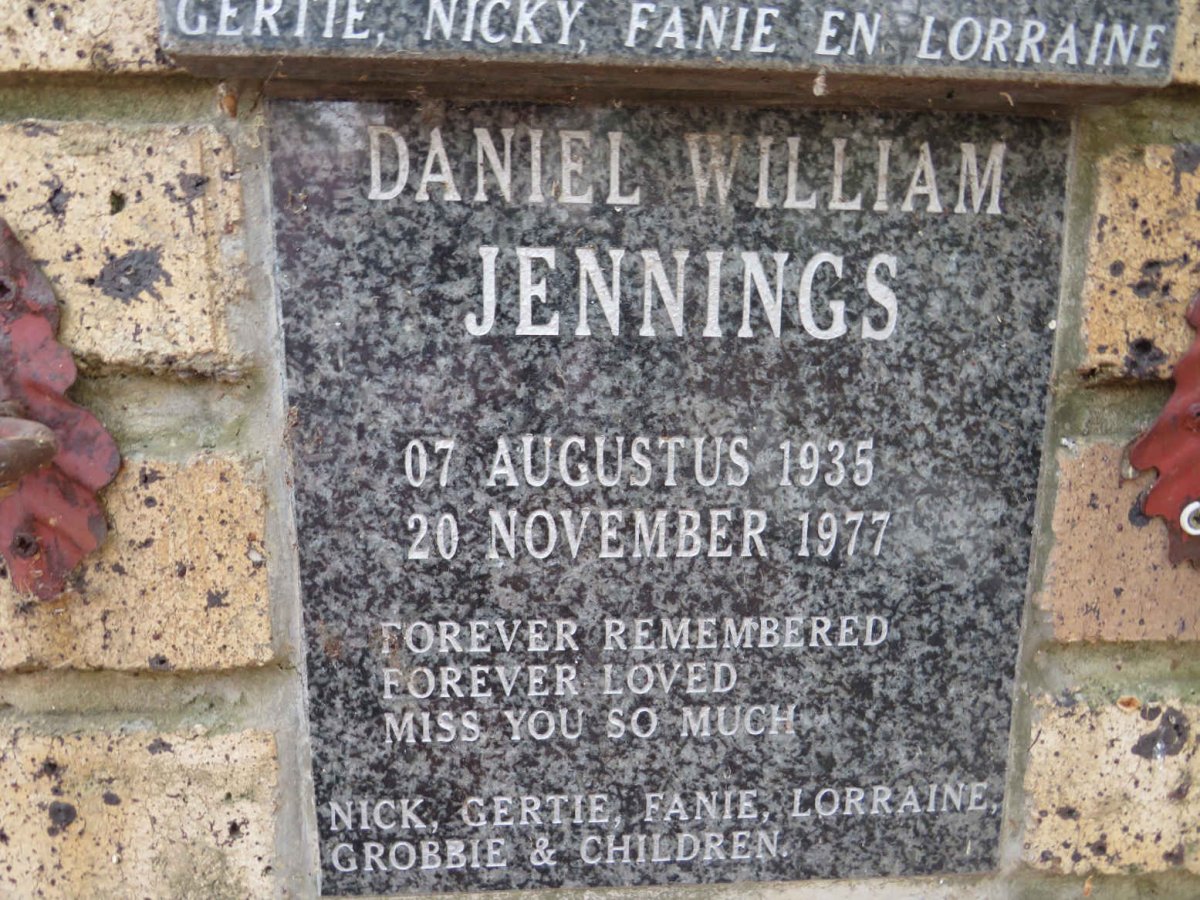 GERTIE, NICKY, FANIE EN LORRAINE
DANIEL WILLIAM
JENNINGS
07 AUGUSTUS 1935
20 NOVEMBER 1977
FOREVER REMEMBERED
FOREVER LOVED
MISS YOU SO MUCH
NICK, GERTIE, FANIE, LORRAINE,
GROBBIE & CHILDREN.